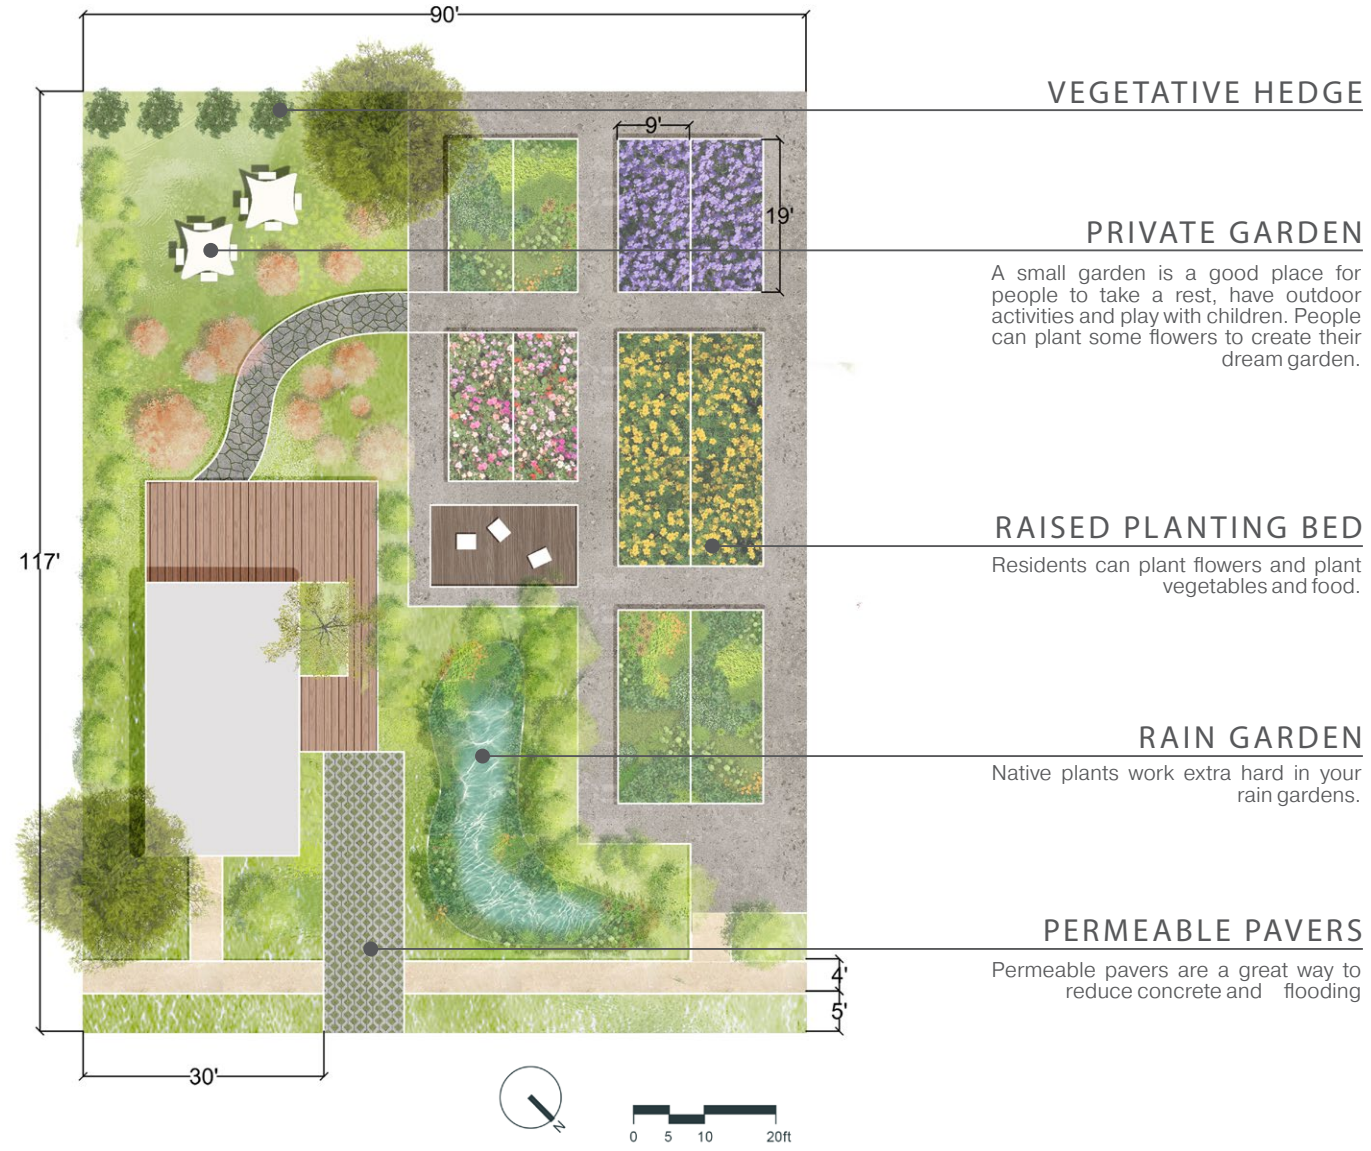 90'
VEGETATIVE HEDGE
9'
19'
PRIVATE GARDEN
A small garden is a good place for
people to take a rest, have outdoor
activities and play with children. People
can plant some flowers to create their
dream garden.
RAISED PLANTING BED
117'
Residents can plant flowers and plant
vegetables and food.
RAIN GARDEN
Native plants work extra hard in your
rain gardens.
PERMEABLE PAVERS
Permeable pavers are a great way to
reduce concrete and flooding
4'
5'
30'
N
0 5 10 20ft